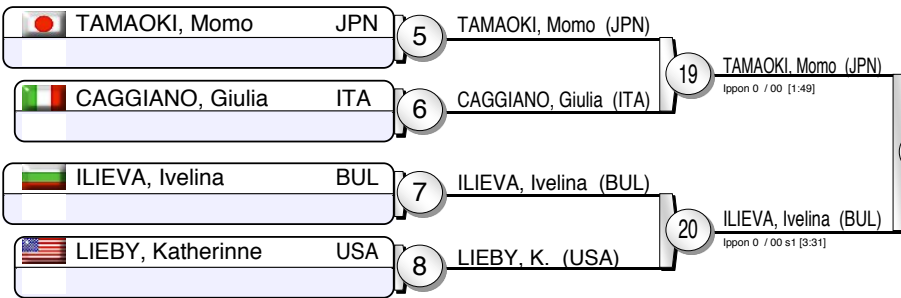 TAMAOKI, Momo JPN
5
TAMAOKI, Momo (JPN)
CAGGIANO, Giulia ITA
6
CAGGIANO, Giulia (ITA)
19
TAMAOKI, Momo (JPN)
Ippon 0 / 00 [1:49]
ILIEVA, Ivelina BUL
7
ILIEVA, Ivelina (BUL)
LIEBY, Katherinne USA
8
LIEBY, K. (USA)
20
ILIEVA, Ivelina (BUL)
Ippon 0 / 00 s1 [3:31]